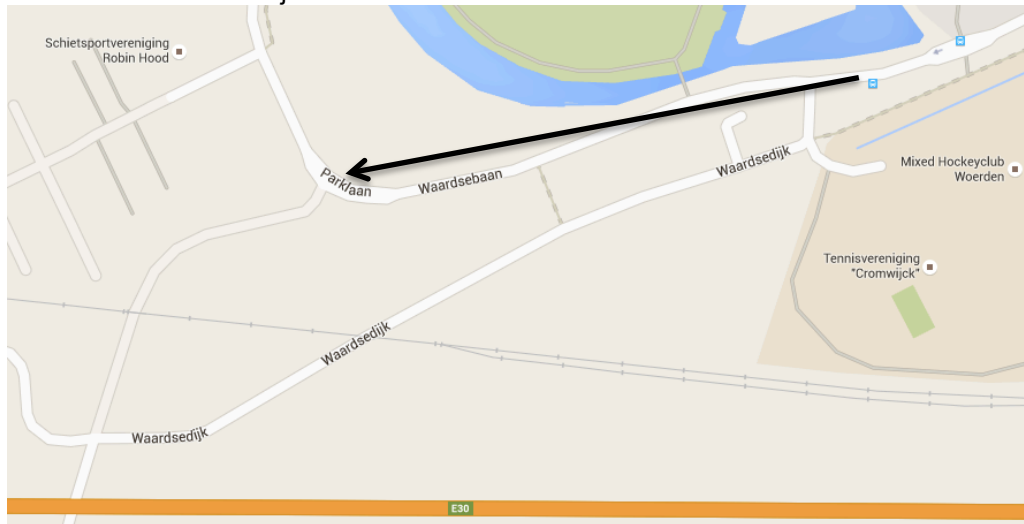 Schietsportvereniging
Robin Hood
Parklaan
Waardsebaan
Waardsedijk
Mixed Hockeyclub
Woerden
Tennisvereniging
"Cromwijck"
Waardsedijk
Waardsedijk
E30